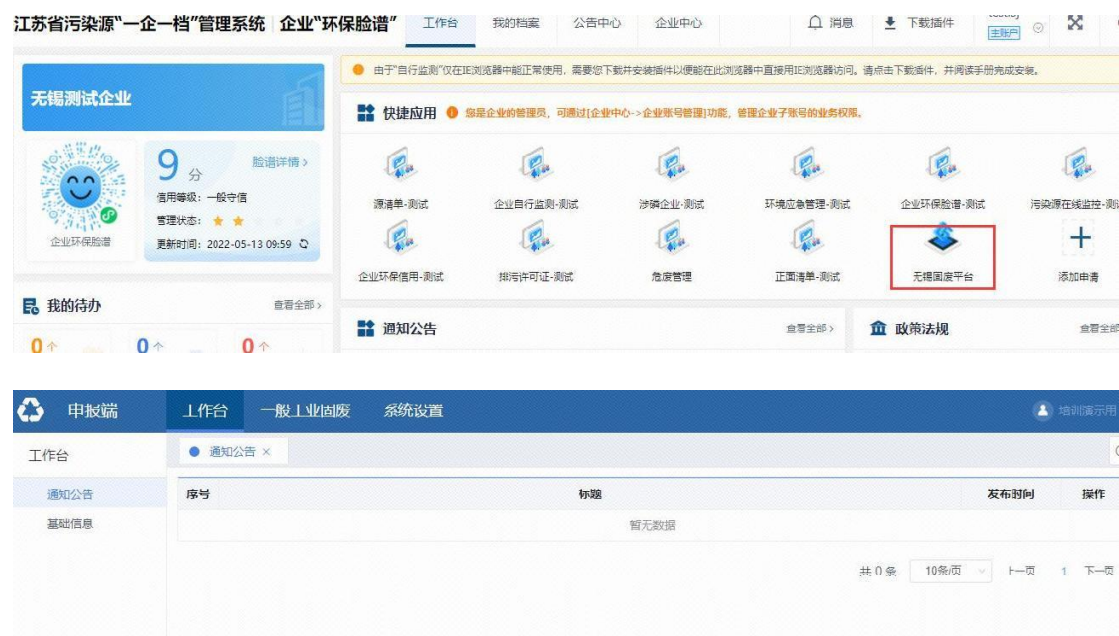 江苏省污染源“一企一档”管理系统 企业“环保脸谱” 工作台 我的档案 公告中心 企业中心 消息 下载插件
主账户
由于“自行监测”仅在IE浏览器中能正常使用，需要您下载并安装插件以便能在此浏览器中直接用IE浏览器访问。请点击下载插件，并阅读手册完成安装。
无锡测试企业
快捷应用 您是企业的管理员，可通过[企业中心->企业账号管理]功能，管理企业子账号的业务权限。
9 分 脸谱详情 >
信用等级：一般守信
管理状态：
更新时间：2022-05-13 09:59
企业环保脸谱
源清单-测试 企业自行监测-测试 涉磷企业-测试 环境应急管理-测试 企业环保脸谱-测试 污染源在线监控-测试
企业环保信用-测试 排污许可证-测试 危废管理 正面清单-测试 无锡固废平台 添加申请
我的待办 查看全部 >
0个 0个 0个
通知公告 查看全部 > 政策法规 查看全部
申报端 工作台 一般工业固废 系统设置 培训演示用
工作台 通知公告 ×
通知公告
基础信息
序号 标题 发布时间 操作
暂无数据
共 0 条 10条/页 上一页 1 下一页